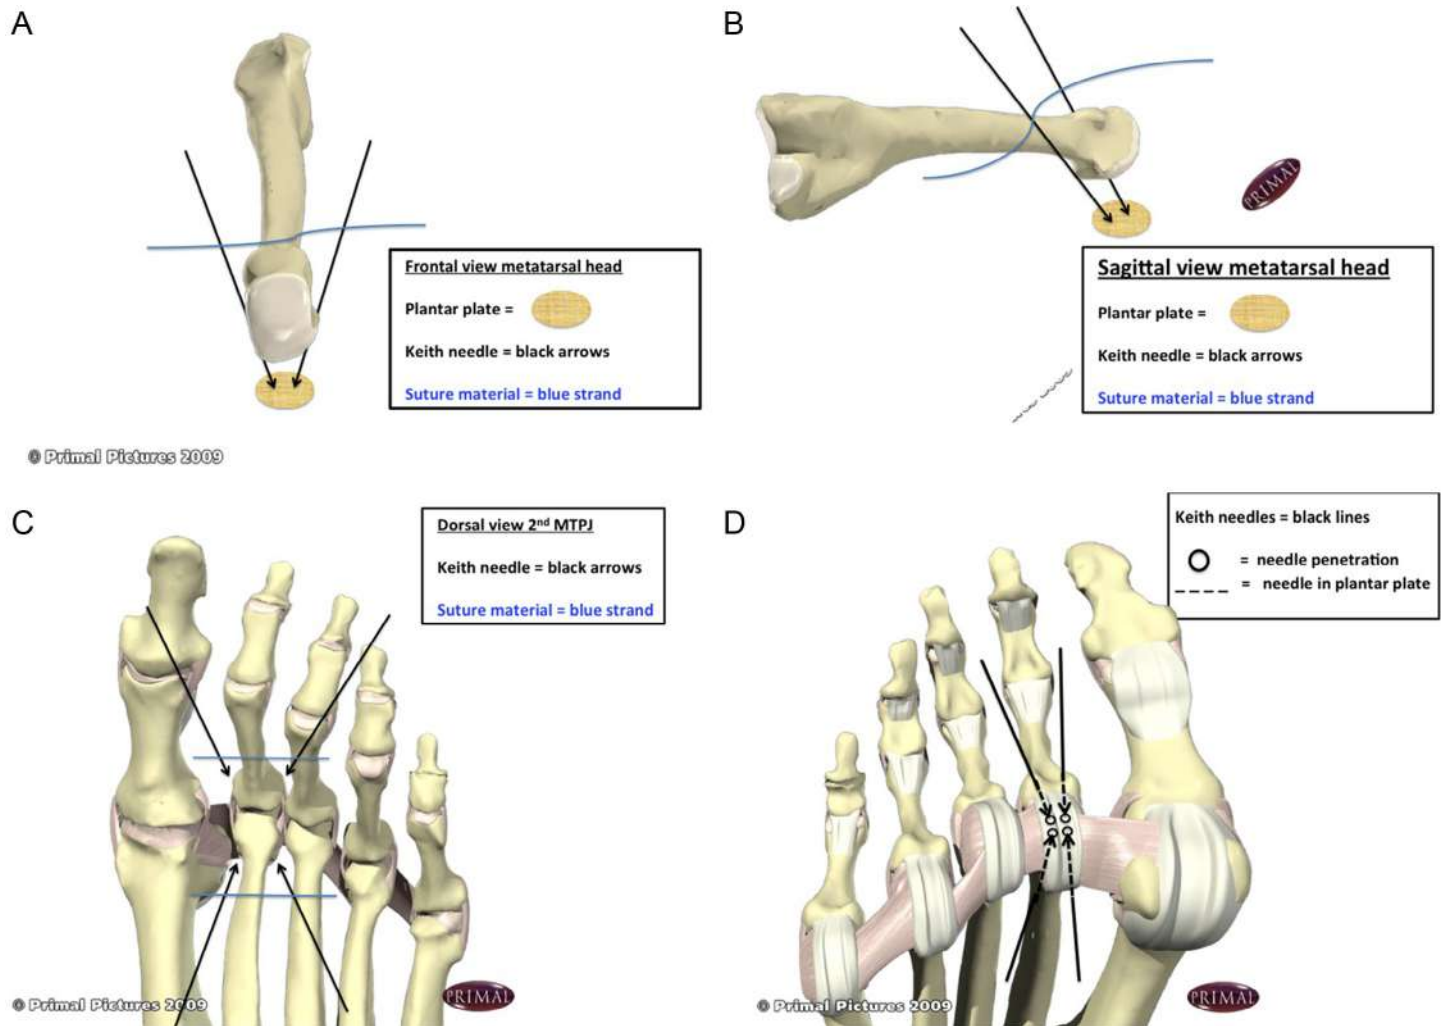 A
Frontal view metatarsal head
Plantar plate =
Keith needle = black arrows
Suture material = blue strand
© Primal Pictures 2009
B
PRIMAL
Sagittal view metatarsal head
Plantar plate =
Keith needle = black arrows
Suture material = blue strand
C
Dorsal view 2nd MTPJ
Keith needle = black arrows
Suture material = blue strand
© Primal Pictures 2009
PRIMAL
D
Keith needles = black lines
= needle penetration
= needle in plantar plate
© Primal Pictures 2009
PRIMAL